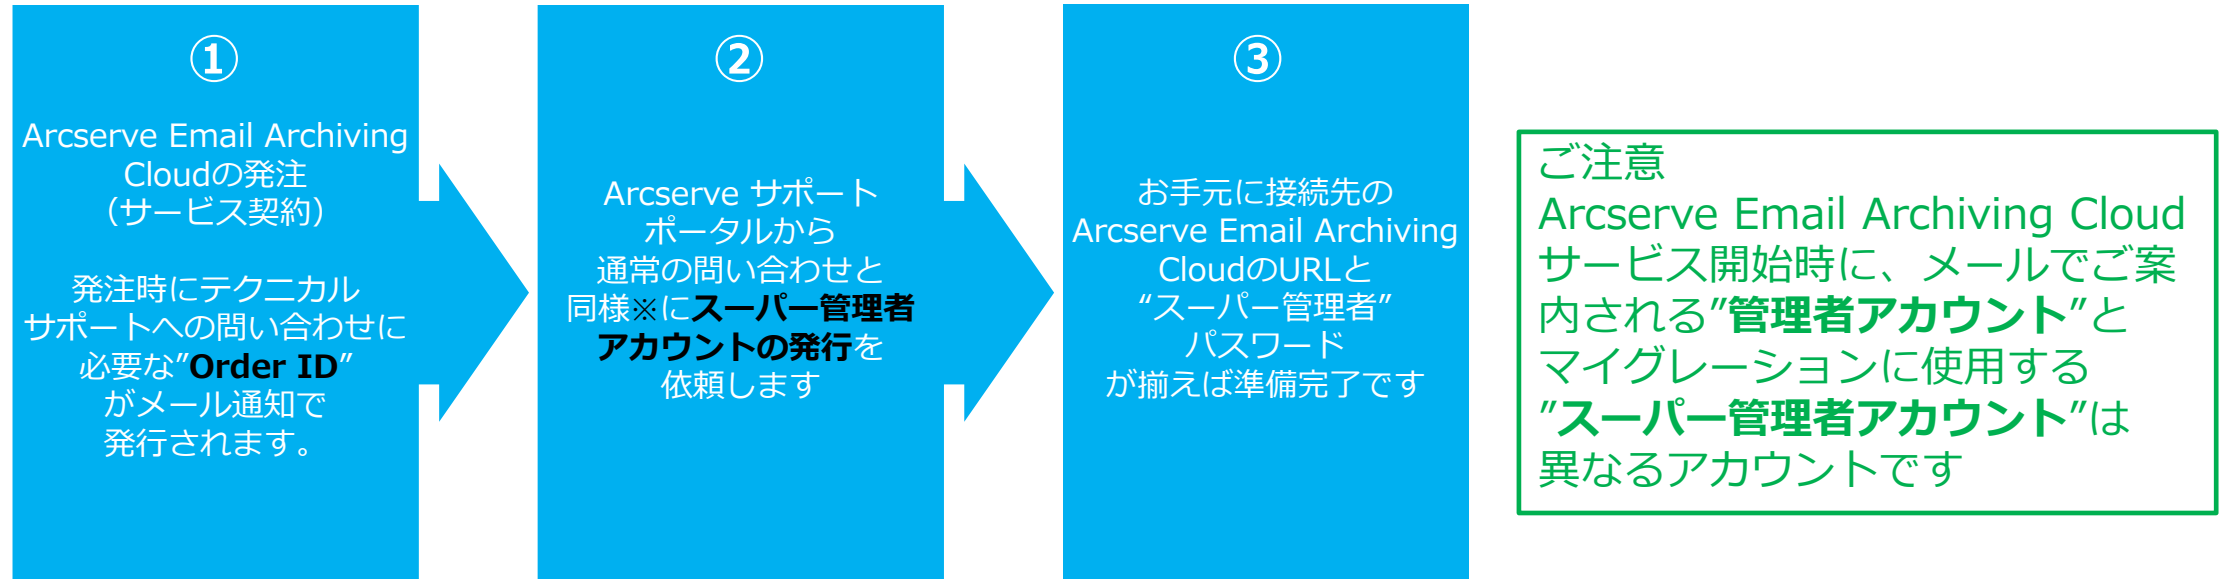 ①
Arcserve Email Archiving
Cloudの発注
（サービス契約）
発注時にテクニカル
サポートへの問い合わせに
必要な”Order ID”
がメール通知で
発行されます。
②
Arcserve サポート
ポータルから
通常の問い合わせと
同様※にスーパー管理者
アカウントの発行を
依頼します
③
お手元に接続先の
Arcserve Email Archiving
CloudのURLと
“スーパー管理者”
パスワード
が揃えば準備完了です
ご注意
Arcserve Email Archiving Cloud
サービス開始時に、メールでご案
内される”管理者アカウント”と
マイグレーションに使用する
”スーパー管理者アカウント”は
異なるアカウントです